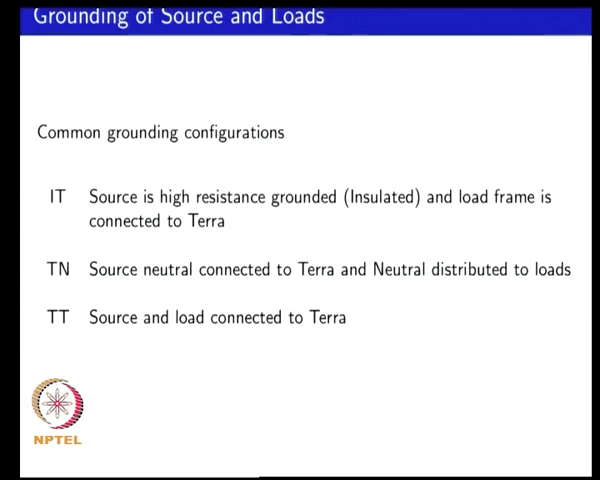 Grounding of Source and Loads
Common grounding configurations
IT Source is high resistance grounded (Insulated) and load frame is
connected to Terra
TN Source neutral connected to Terra and Neutral distributed to loads
TT Source and load connected to Terra
NPTEL